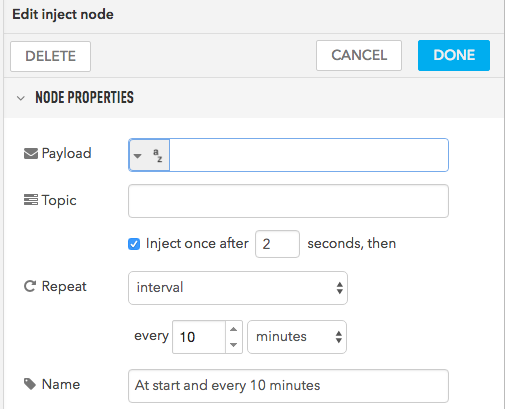 Edit inject node
DELETE CANCEL DONE
NODE PROPERTIES
Payload a z
Topic
Inject once after 2 seconds, then
Repeat interval
every 10 minutes
Name At start and every 10 minutes